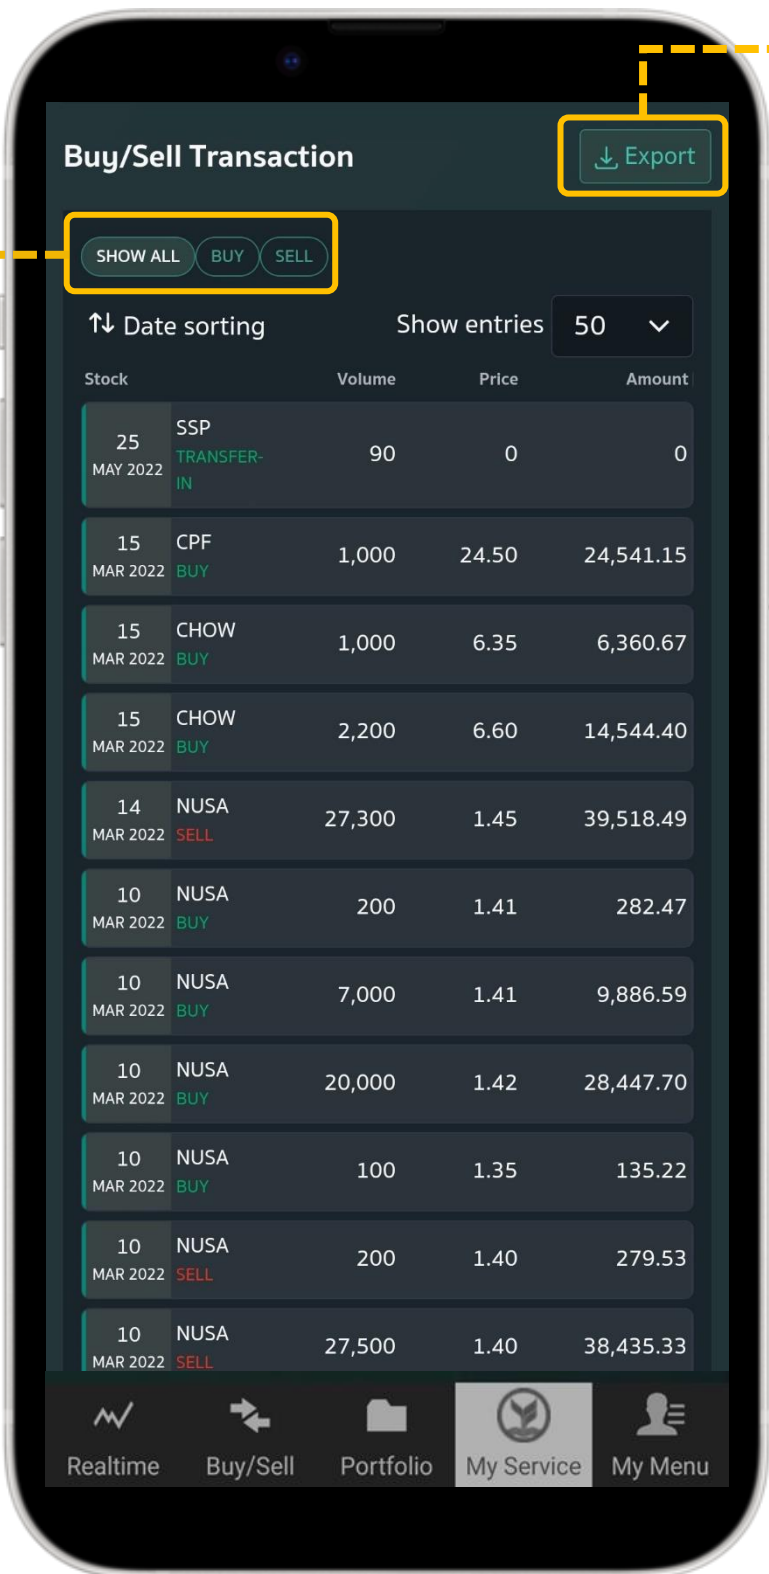 Buy/Sell Transaction
Export
SHOW ALL BUY SELL
Date sorting Show entries 50
Stock Volume Price Amount
25 MAY 2022 SSP TRANSFER-IN 90 0 0
15 MAR 2022 CPF BUY 1,000 24.50 24,541.15
15 MAR 2022 CHOW BUY 1,000 6.35 6,360.67
15 MAR 2022 CHOW BUY 2,200 6.60 14,544.40
14 MAR 2022 NUSA SELL 27,300 1.45 39,518.49
10 MAR 2022 NUSA BUY 200 1.41 282.47
10 MAR 2022 NUSA BUY 7,000 1.41 9,886.59
10 MAR 2022 NUSA BUY 20,000 1.42 28,447.70
10 MAR 2022 NUSA BUY 100 1.35 135.22
10 MAR 2022 NUSA SELL 200 1.40 279.53
10 MAR 2022 NUSA SELL 27,500 1.40 38,435.33
Realtime Buy/Sell Portfolio My Service My Menu